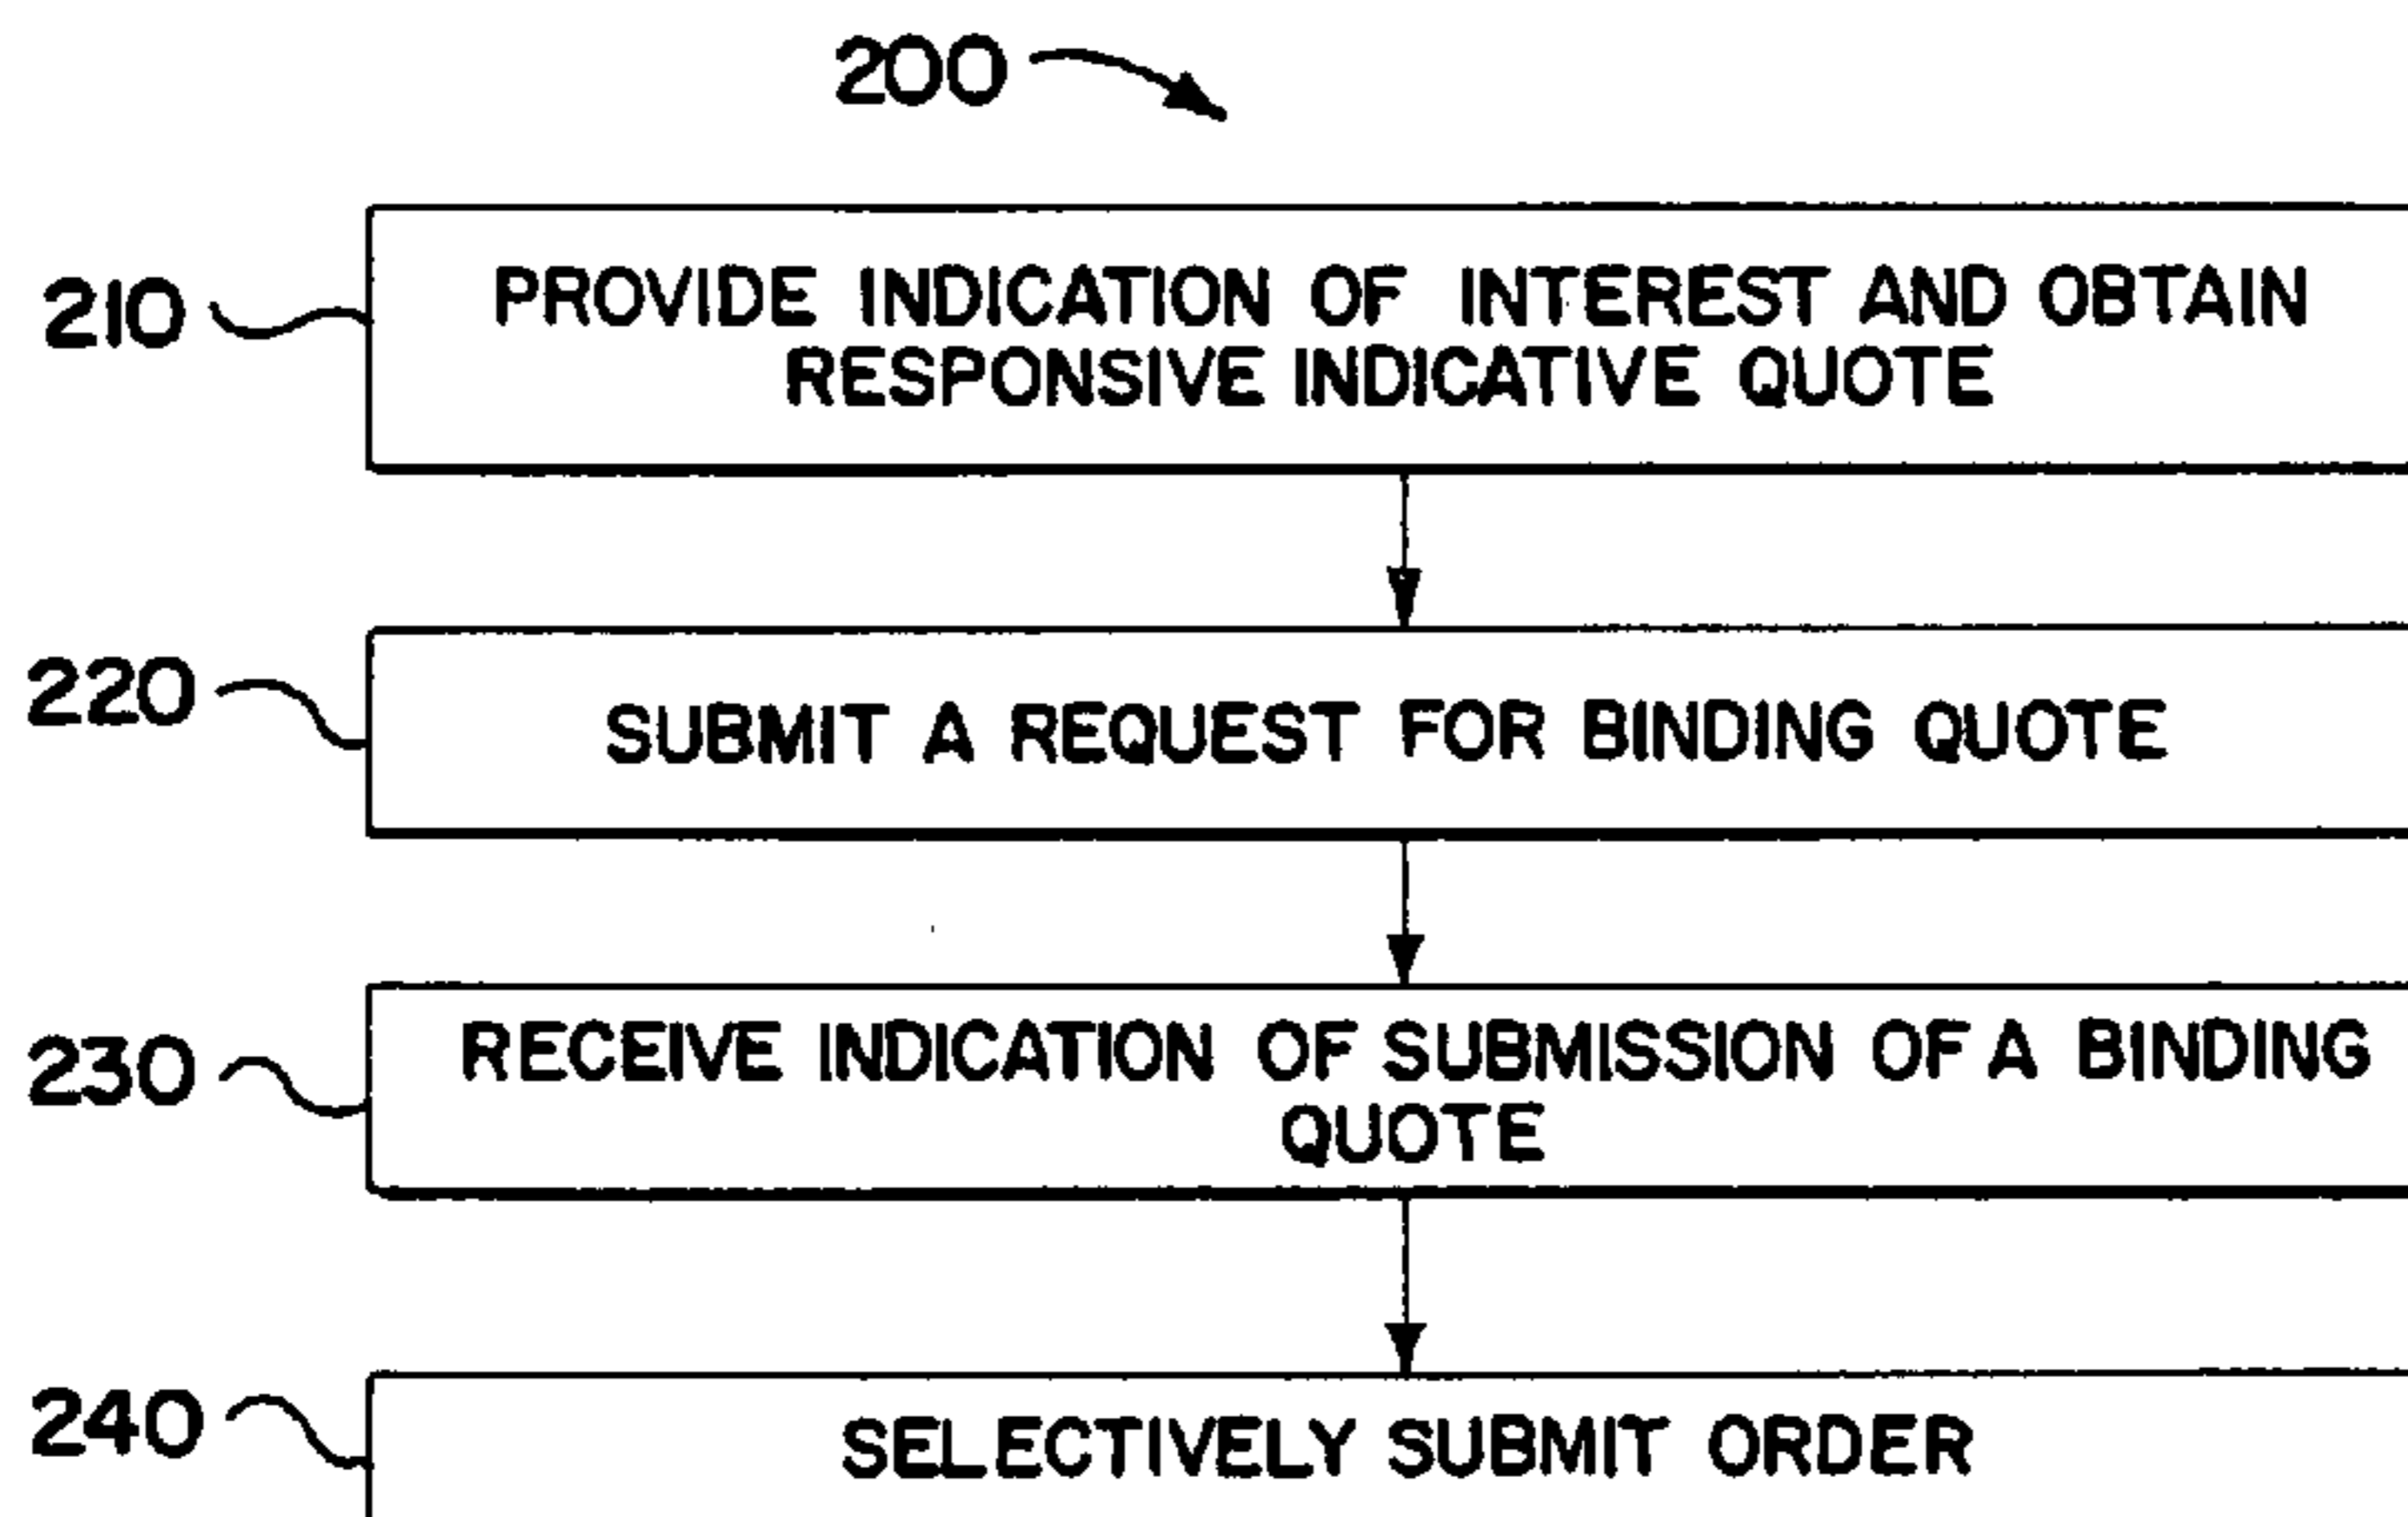 200
210
PROVIDE INDICATION OF INTEREST AND OBTAIN
RESPONSIVE INDICATIVE QUOTE
220
SUBMIT A REQUEST FOR BINDING QUOTE
230
RECEIVE INDICATION OF SUBMISSION OF A BINDING
QUOTE
240
SELECTIVELY SUBMIT ORDER